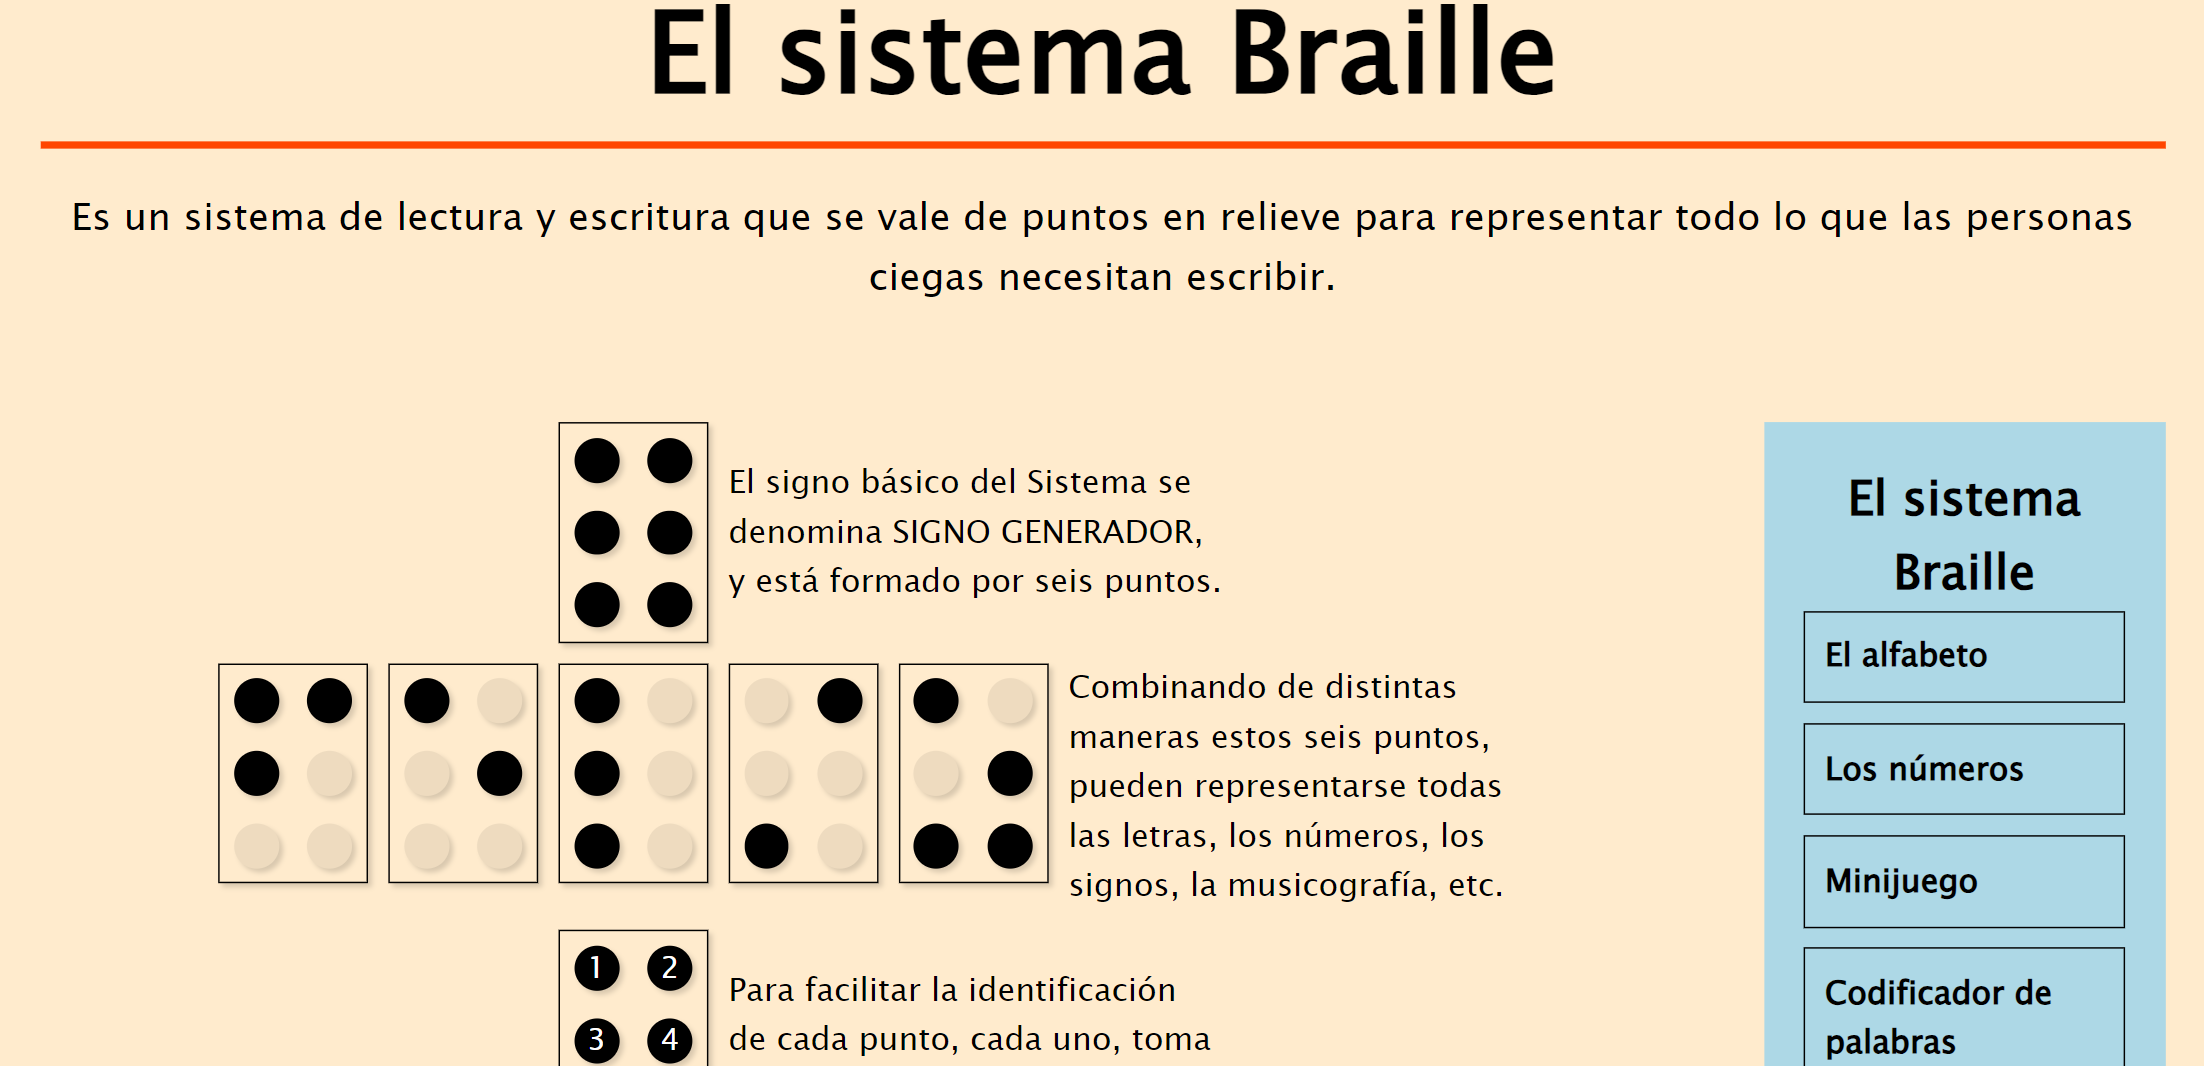 El sistema Braille
Es un sistema de lectura y escritura que se vale de puntos en relieve para representar todo lo que las personas
ciegas necesitan escribir.
El signo básico del Sistema se
denomina SIGNO GENERADOR,
y está formado por seis puntos.
Combinando de distintas
maneras estos seis puntos,
pueden representarse todas
las letras, los números, los
signos, la musicografía, etc.
1 2
3 4
Para facilitar la identificación
de cada punto, cada uno, toma
El sistema
Braille
El alfabeto
Los números
Minijuego
Codificador de
palabras